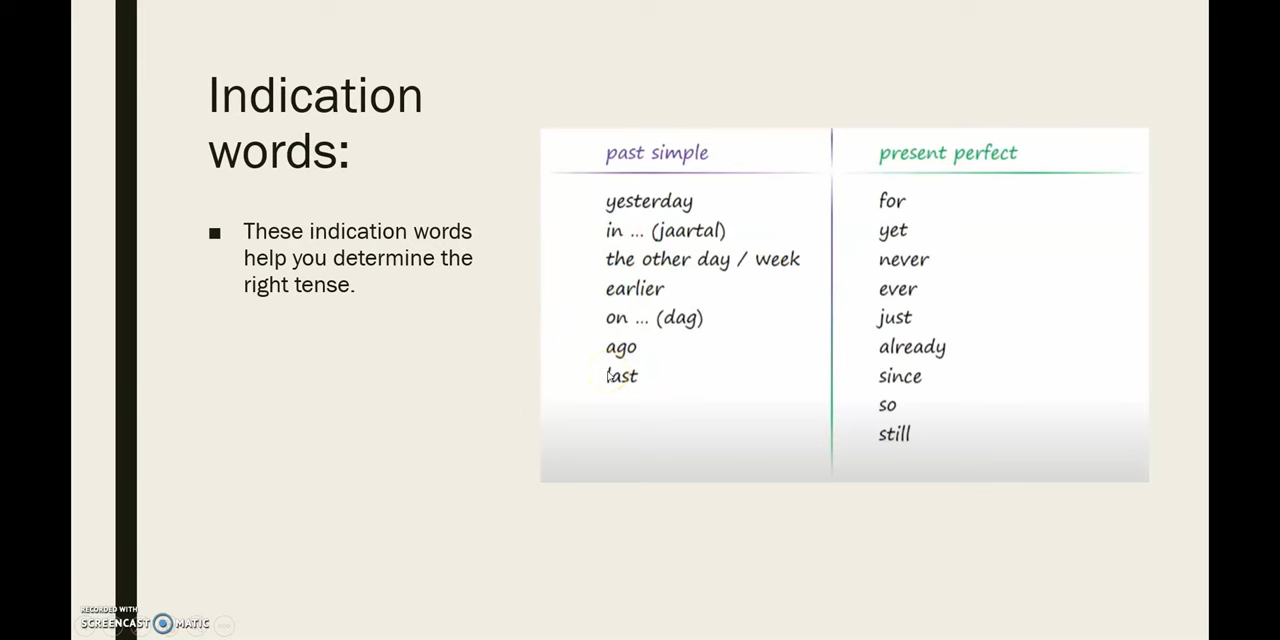 Indication
words:
■ These indication words
help you determine the
right tense.
past simple
yesterday
in ... (jaartal)
the other day / week
earlier
on ... (dag)
ago
last
present perfect
for
yet
never
ever
just
already
since
so
still
RECORDED WITH
SCREENCAST MATIC